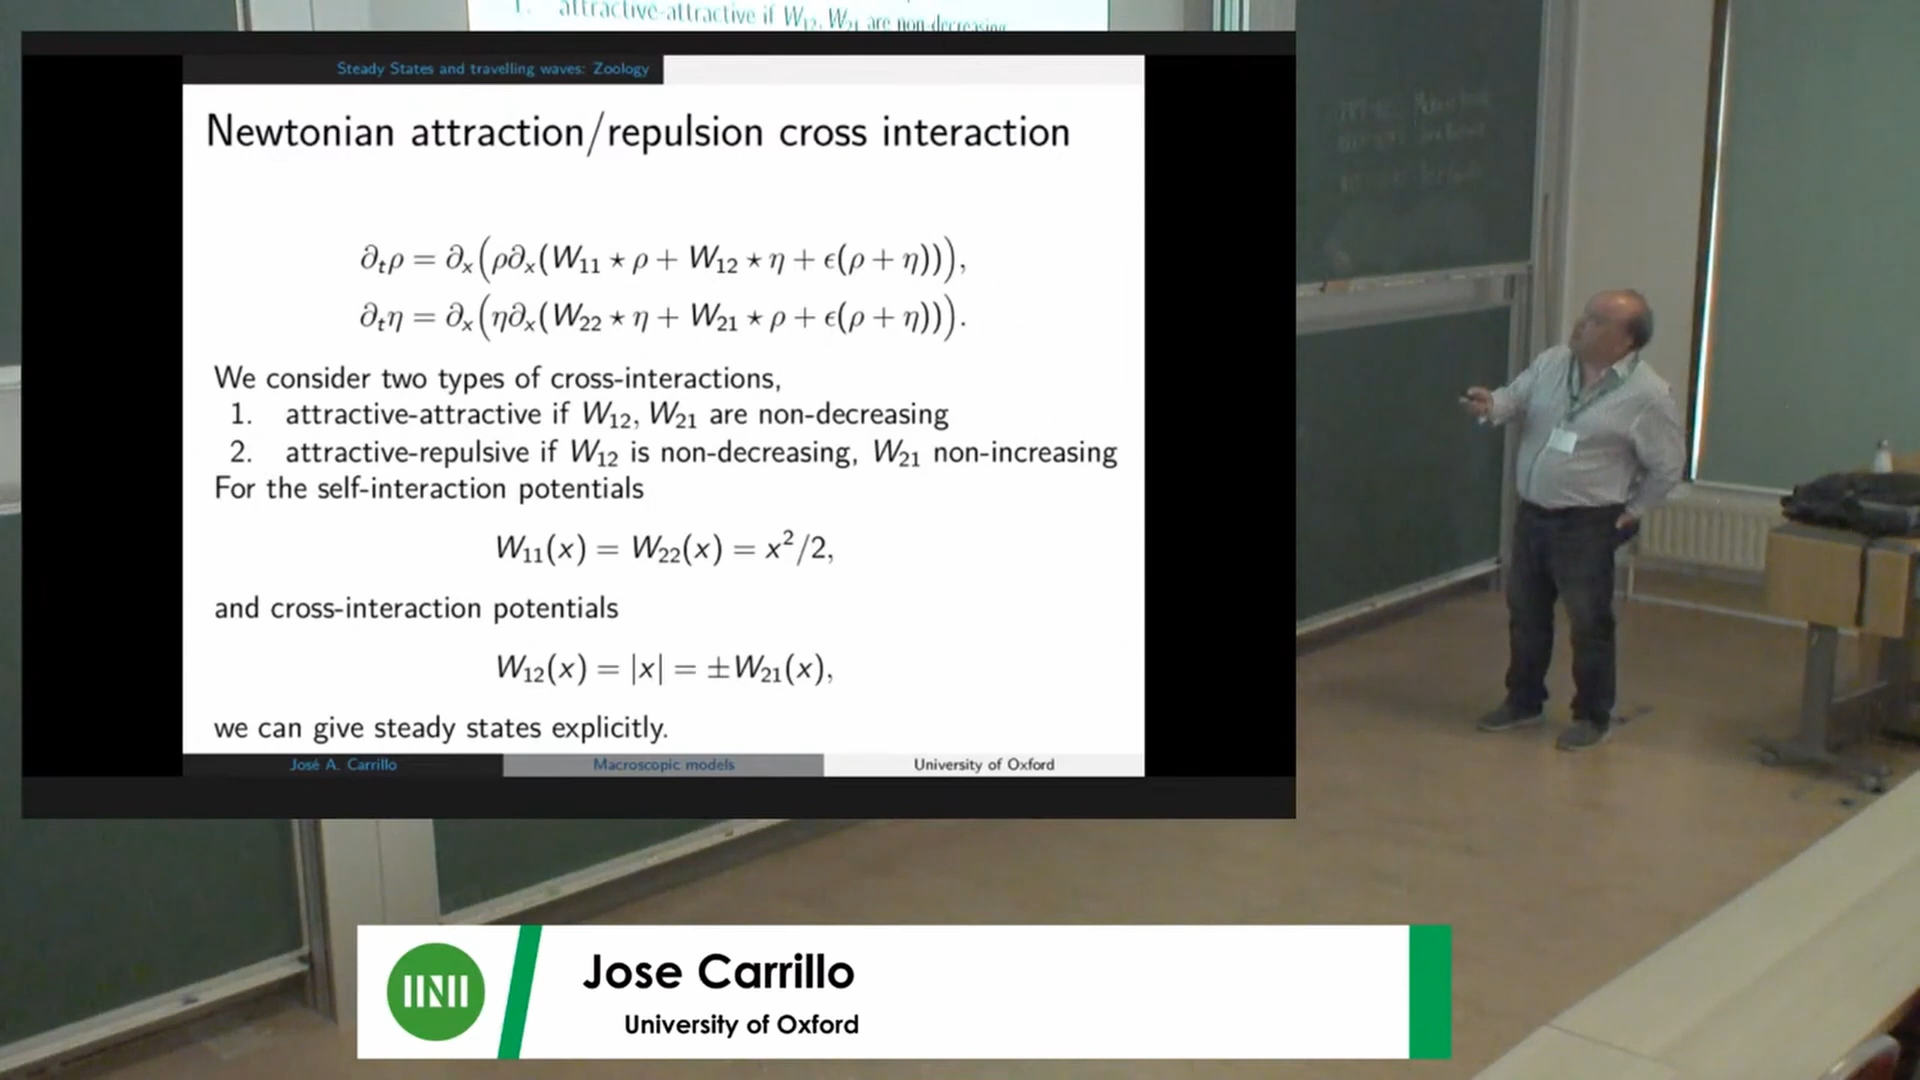 1. attractive-attractive if W₁₂, W₂₁ are non-decreasing
Steady States and travelling waves: Zoology
Newtonian attraction/repulsion cross interaction
∂ₜρ = ∂ₓ(ρ∂ₓ(W₁₁ ⋆ ρ + W₁₂ ⋆ η + ϵ(ρ + η))),
∂ₜη = ∂ₓ(η∂ₓ(W₂₂ ⋆ η + W₂₁ ⋆ ρ + ϵ(ρ + η))).
We consider two types of cross-interactions,
1. attractive-attractive if W₁₂, W₂₁ are non-decreasing
2. attractive-repulsive if W₁₂ is non-decreasing, W₂₁ non-increasing
For the self-interaction potentials
W₁₁(x) = W₂₂(x) = x²/2,
and cross-interaction potentials
W₁₂(x) = |x| = ±W₂₁(x),
we can give steady states explicitly.
José A. Carrillo Macroscopic models University of Oxford
Jose Carrillo
University of Oxford